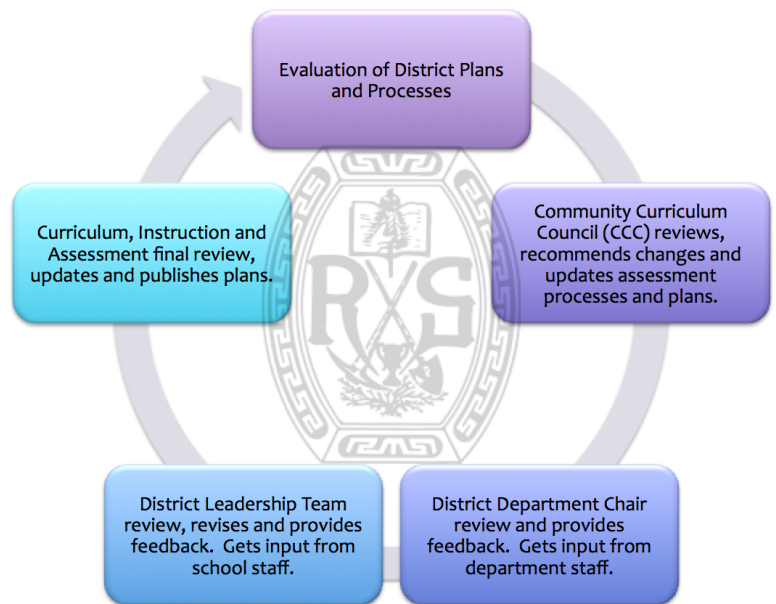 Evaluation of District Plans
and Processes
Community Curriculum
Council (CCC) reviews,
recommends changes and
updates assessment
processes and plans.
District Department Chair
review and provides
feedback.  Gets input from
department staff.
District Leadership Team
review, revises and provides
feedback.  Gets input from
school staff.
Curriculum, Instruction and
Assessment final review,
updates and publishes plans.
R S